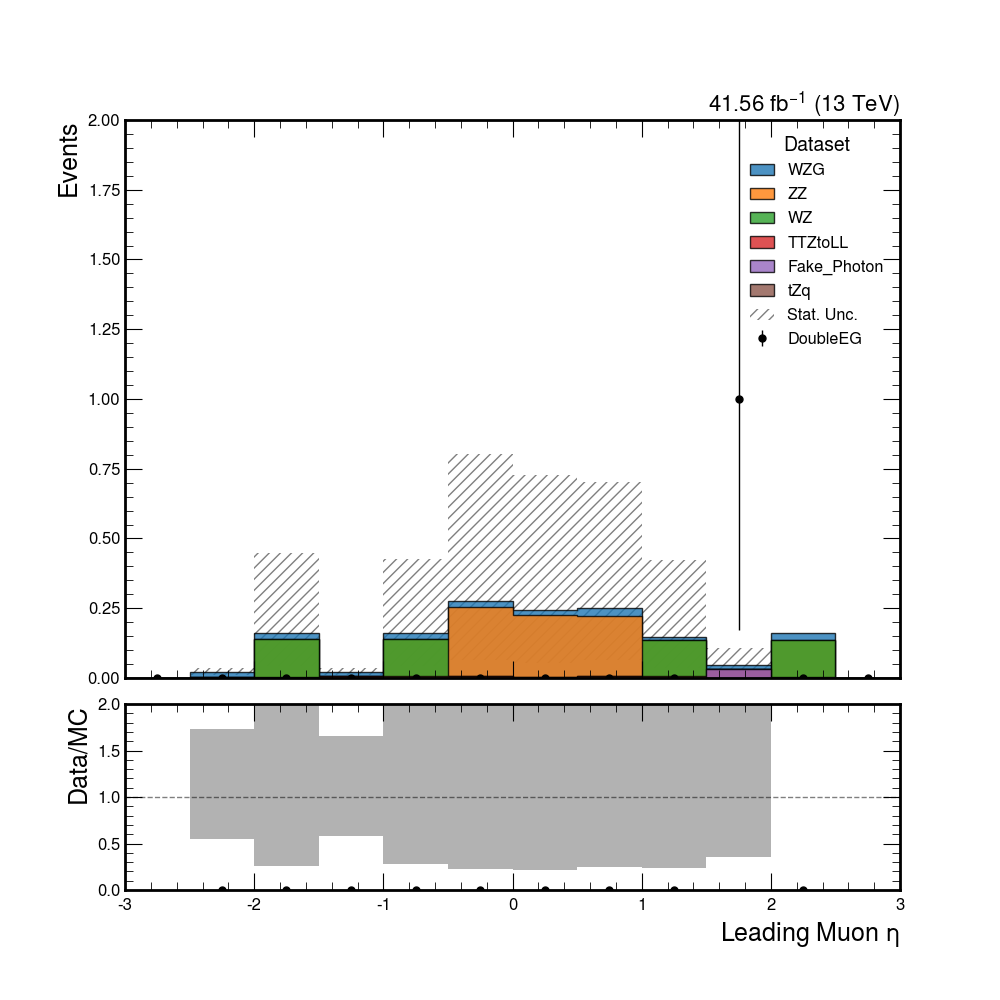 41.56 fb⁻¹ (13 TeV)
Events
2.00
1.75
1.50
1.25
1.00
0.75
0.50
0.25
0.00
Dataset
WZG
ZZ
WZ
TTZtoLL
Fake_Photon
tZq
Stat. Unc.
DoubleEG
Data/MC
2.0
1.5
1.0
0.5
0.0
-3 -2 -1 0 1 2 3
Leading Muon η